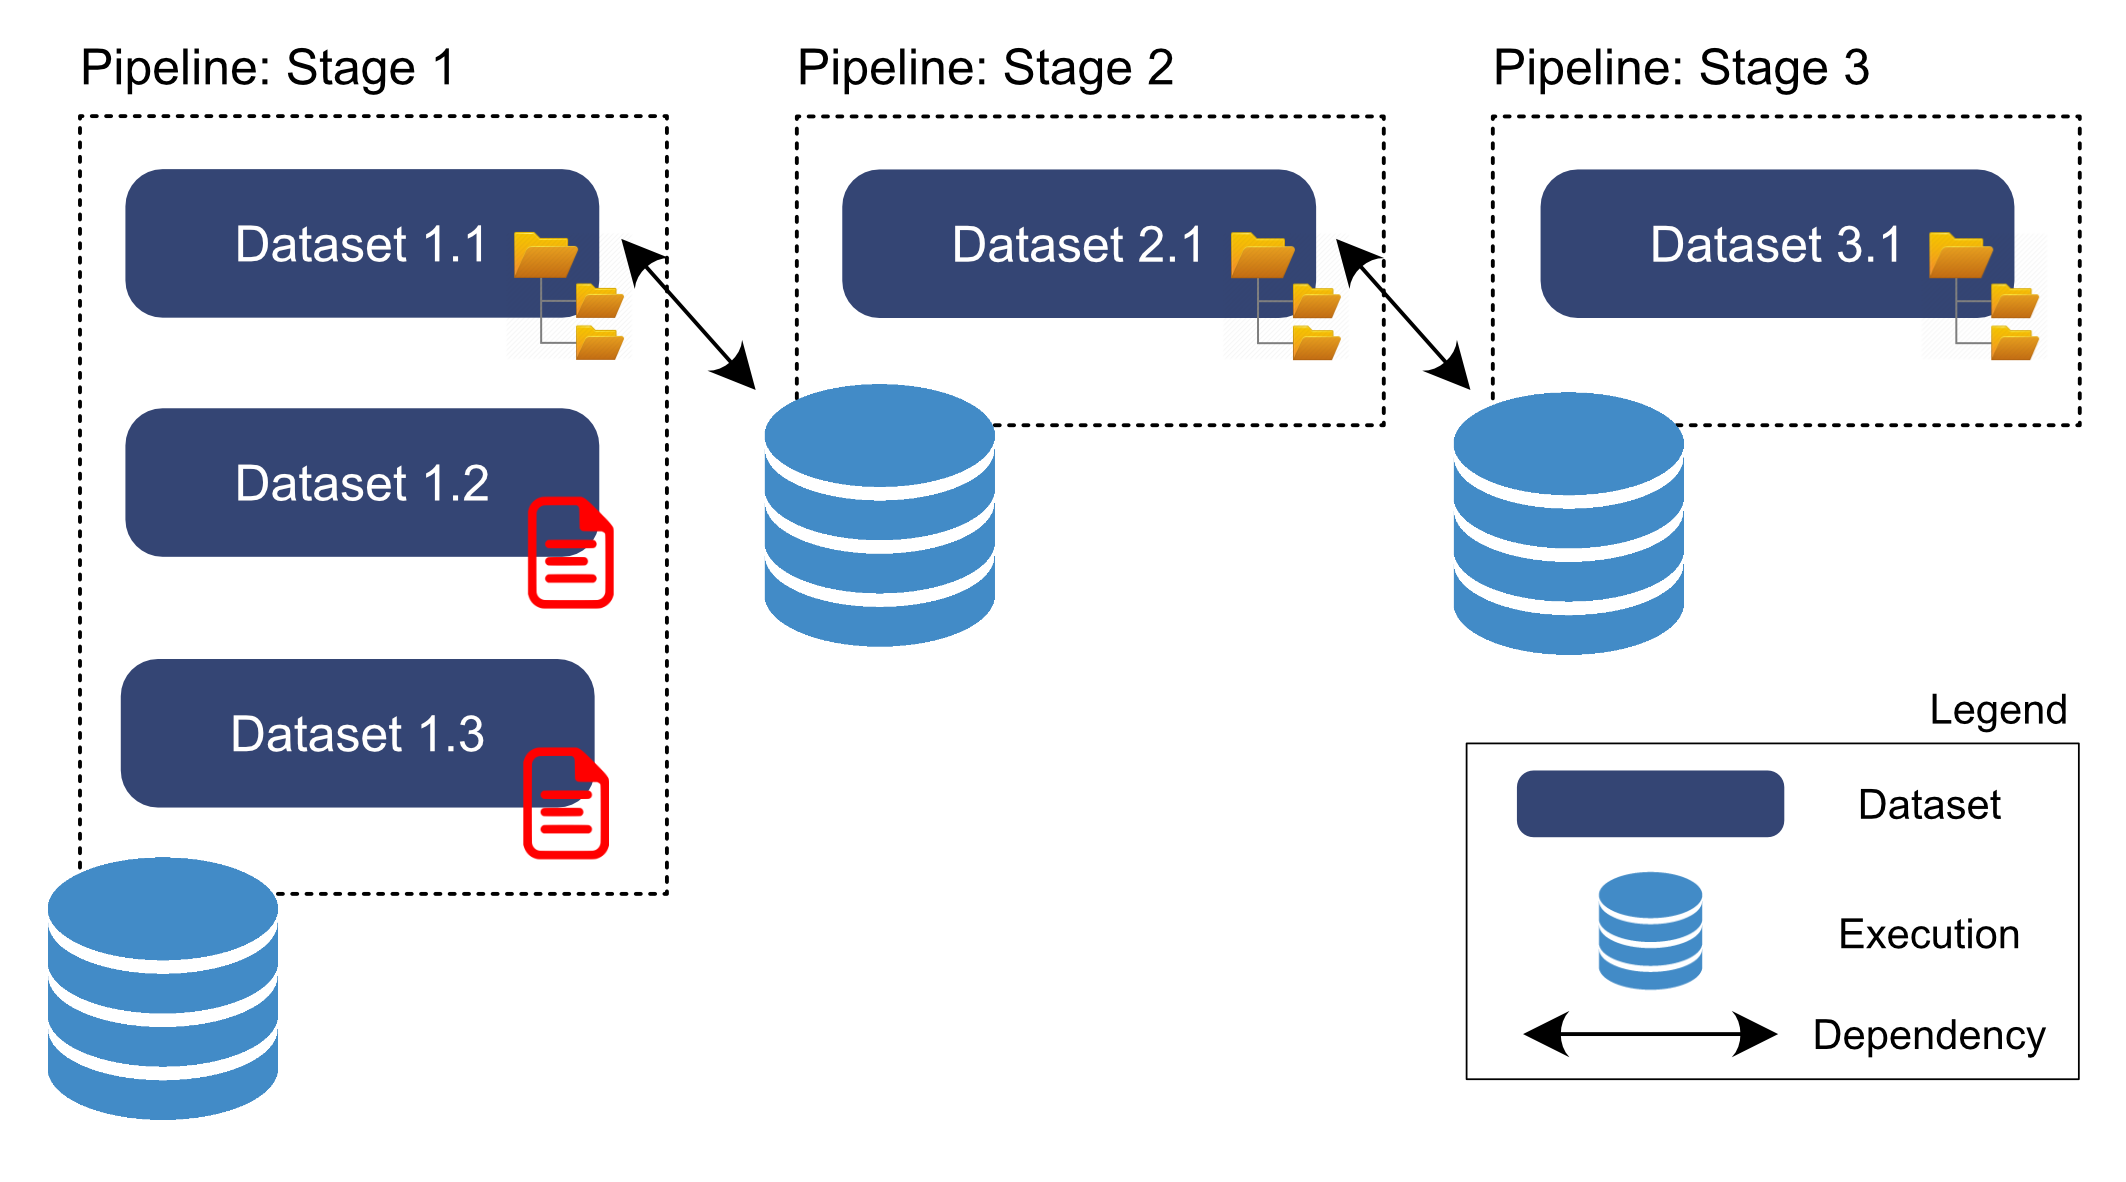 Pipeline: Stage 1
Pipeline: Stage 2
Pipeline: Stage 3
Dataset 1.1
Dataset 2.1
Dataset 3.1
Dataset 1.2
Dataset 1.3
Legend
Dataset
Execution
Dependency